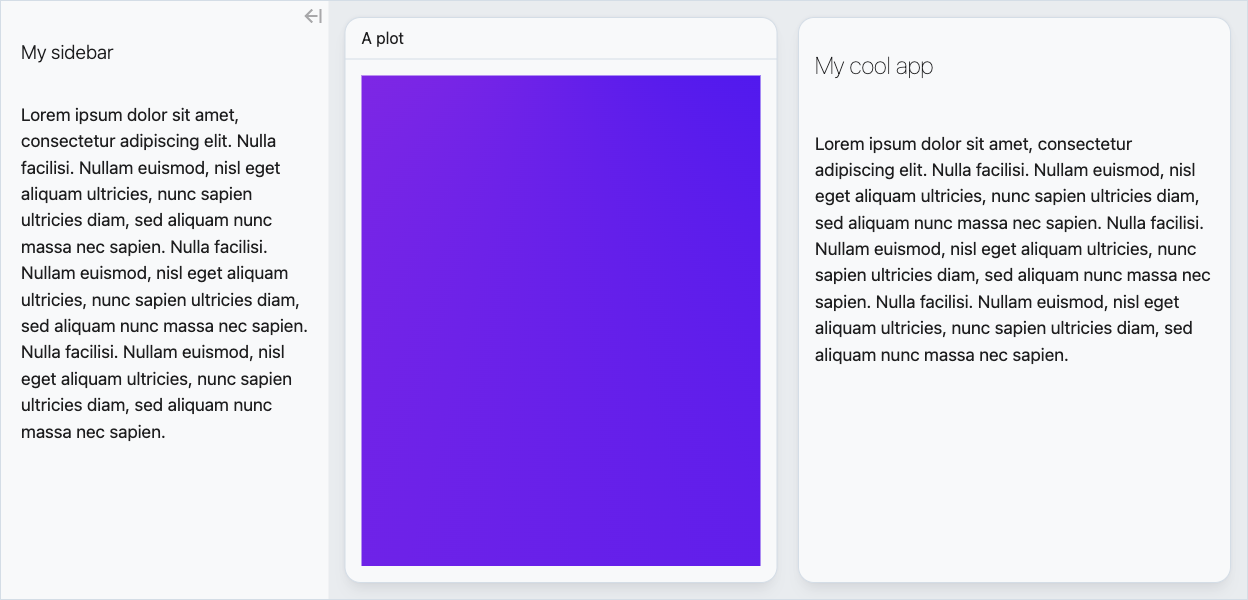 My sidebar
Lorem ipsum dolor sit amet,
consectetur adipiscing elit. Nulla
facilisi. Nullam euismod, nisl eget
aliquam ultricies, nunc sapien
ultricies diam, sed aliquam nunc
massa nec sapien. Nulla facilisi.
Nullam euismod, nisl eget aliquam
ultricies, nunc sapien ultricies diam,
sed aliquam nunc massa nec sapien.
Nulla facilisi. Nullam euismod, nisl
eget aliquam ultricies, nunc sapien
ultricies diam, sed aliquam nunc
massa nec sapien.
A plot
My cool app
Lorem ipsum dolor sit amet, consectetur
adipiscing elit. Nulla facilisi. Nullam euismod, nisl
eget aliquam ultricies, nunc sapien ultricies diam,
sed aliquam nunc massa nec sapien. Nulla facilisi.
Nullam euismod, nisl eget aliquam ultricies, nunc
sapien ultricies diam, sed aliquam nunc massa nec
sapien. Nulla facilisi. Nullam euismod, nisl eget
aliquam ultricies, nunc sapien ultricies diam, sed
aliquam nunc massa nec sapien.